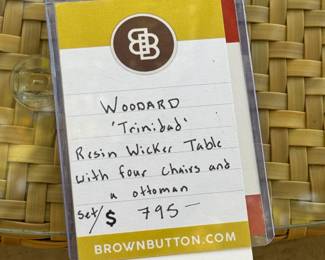 BB
WOODARD
'Trinidad'
Resin Wicker Table
with four chairs and
a ottoman
set/$ 795—
BROWNBUTTON.COM